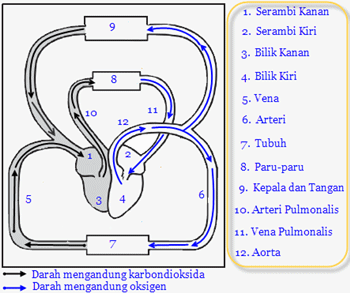 9
8
10
11
12
1
2
3
4
5
6
7
Darah mengandung karbondioksida
Darah mengandung oksigen
1. Serambi Kanan
2. Serambi Kiri
3. Bilik Kanan
4. Bilik Kiri
5. Vena
6. Arteri
7. Tubuh
8. Paru-paru
9. Kepala dan Tangan
10. Arteri Pulmonalis
11. Vena Pulmonalis
12. Aorta